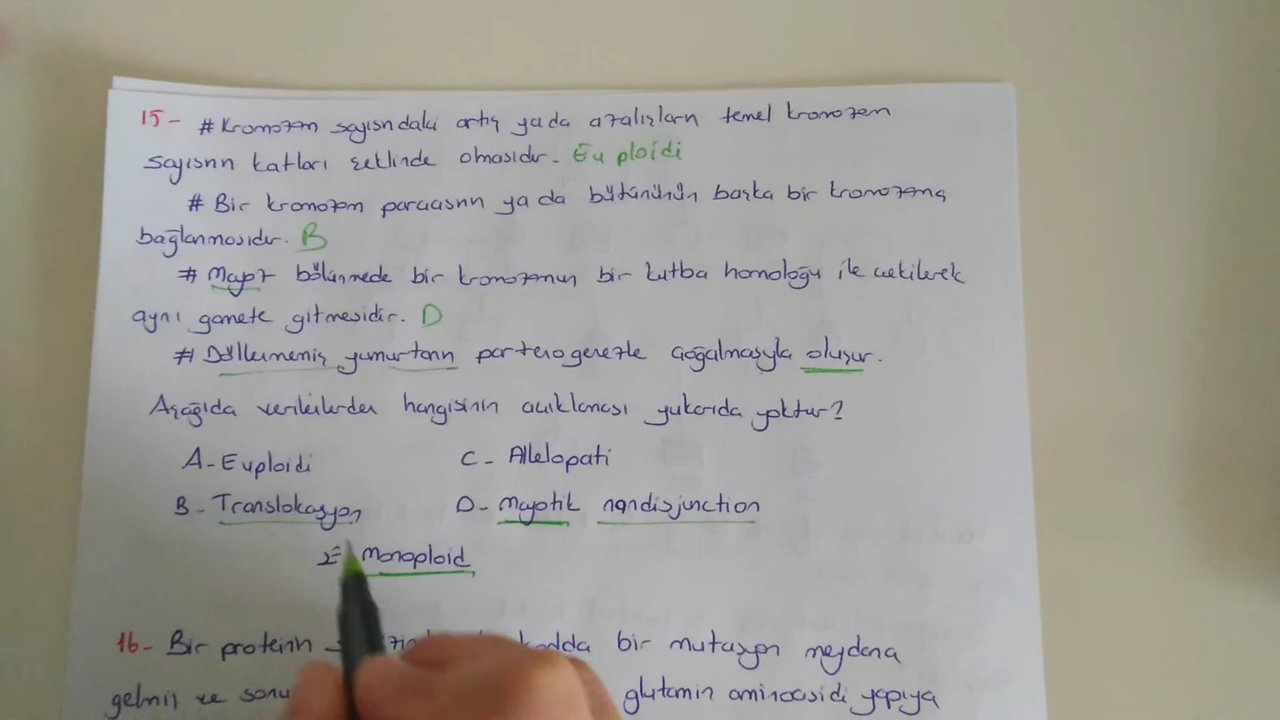 15- # Kromozom sayısındaki artış yada azalışların temel kromozom
sayısının katları şeklinde olmasıdır. Euploidi
# Bir kromozom parçasının ya da bütününün başka bir kromozoma
bağlanmasıdır. B
# Mayoz bölünmede bir kromozomun bir kutba homoloğu ile çekilerek
aynı gamete gitmesidir. D
# Döllenmemiş yumurtanın partenogenezle çoğalmasıyla oluşur.
Aşağıda verilenlerden hangisinin açıklaması yukarıda yoktur?
A- Euploidi C- Allelopati
B- Translokasyon D- Mayotik nondisjunction
E- Monoploid
16- Bir proteinin kodda bir mutasyon meydana
gelmiş ve sonu glutamin aminoasidi yapıya